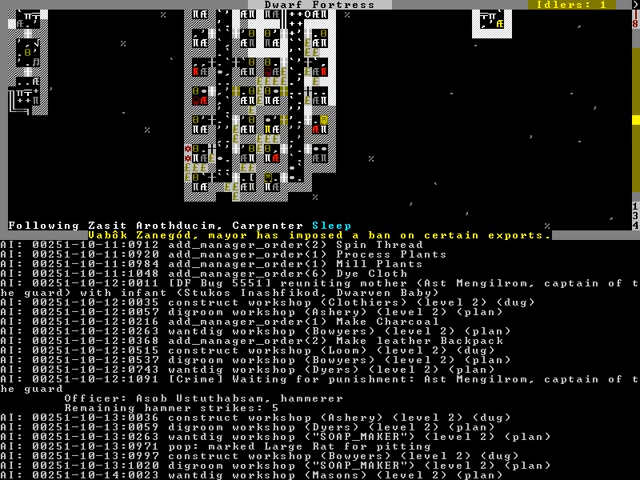 Dwarf Fortress
Idlers: 1
Following Zasit Arothducim, Carpenter Sleep
Vabôk Zanegód, mayor has imposed a ban on certain exports.
AI: 00251-10-11:0912 add_manager_order(2) Spin Thread
AI: 00251-10-11:0920 add_manager_order(1) Process Plants
AI: 00251-10-11:0984 add_manager_order(1) Mill Plants
AI: 00251-10-11:1048 add_manager_order(6) Dye Cloth
AI: 00251-10-12:0011 [DF Bug 5551] reuniting mother (Ast Mengilrom, captain of t
he guard) with infant (Stukos Inashfikod, Dwarven Baby)
AI: 00251-10-12:0035 construct workshop (Clothiers) (level 2) (dug)
AI: 00251-10-12:0057 digroom workshop (Ashery) (level 2) (plan)
AI: 00251-10-12:0216 add_manager_order(1) Make Charcoal
AI: 00251-10-12:0263 wantdig workshop (Bowyers) (level 2) (plan)
AI: 00251-10-12:0368 add_manager_order(2) Make leather Backpack
AI: 00251-10-12:0515 construct workshop (Loom) (level 2) (dug)
AI: 00251-10-12:0537 digroom workshop (Bowyers) (level 2) (plan)
AI: 00251-10-12:0743 wantdig workshop (Dyers) (level 2) (plan)
AI: 00251-10-12:1091 [Crime] Waiting for punishment: Ast Mengilrom, captain of t
he guard
Officer: Asob Ustuthabsam, hammerer
Remaining hammer strikes: 5
AI: 00251-10-13:0036 construct workshop (Ashery) (level 2) (dug)
AI: 00251-10-13:0059 digroom workshop (Dyers) (level 2) (plan)
AI: 00251-10-13:0263 wantdig workshop ("SOAP_MAKER") (level 2) (plan)
AI: 00251-10-13:0971 pop: marked Large Rat for pitting
AI: 00251-10-13:0997 construct workshop (Bowyers) (level 2) (dug)
AI: 00251-10-13:1020 digroom workshop ("SOAP_MAKER") (level 2) (plan)
AI: 00251-10-14:0023 wantdig workshop (Masons) (level 2) (plan)